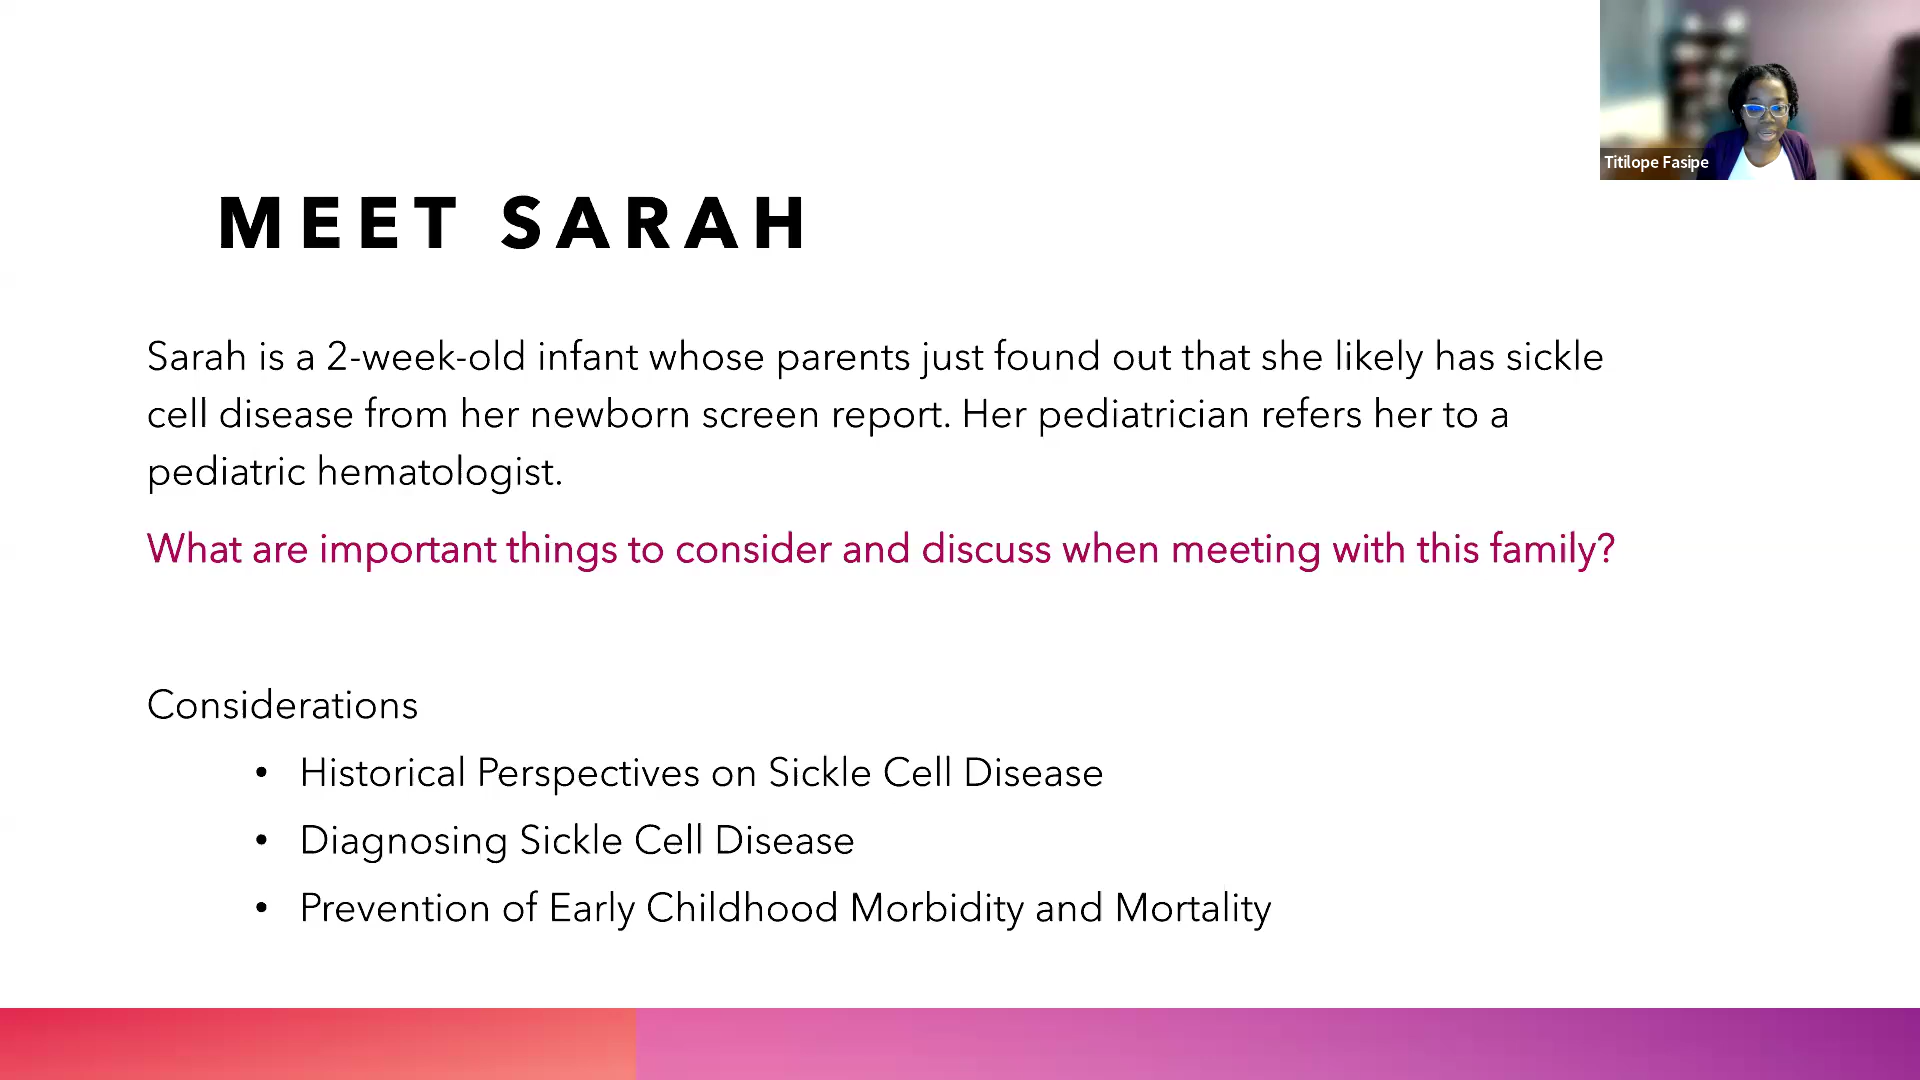 Titilope Fasipe
MEET SARAH
Sarah is a 2-week-old infant whose parents just found out that she likely has sickle
cell disease from her newborn screen report. Her pediatrician refers her to a
pediatric hematologist.
What are important things to consider and discuss when meeting with this family?
Considerations
• Historical Perspectives on Sickle Cell Disease
• Diagnosing Sickle Cell Disease
• Prevention of Early Childhood Morbidity and Mortality